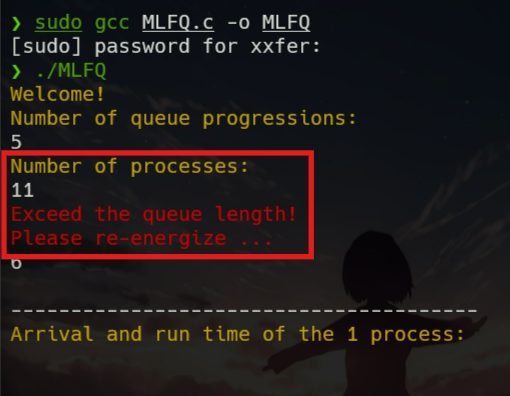 ❯ sudo gcc MLFQ.c -o MLFQ
[sudo] password for xxfer:
❯ ./MLFQ
Welcome!
Number of queue progressions:
5
Number of processes:
11
Exceed the queue length!
Please re-energize ...
6
---------------------------------------
Arrival and run time of the 1 process: